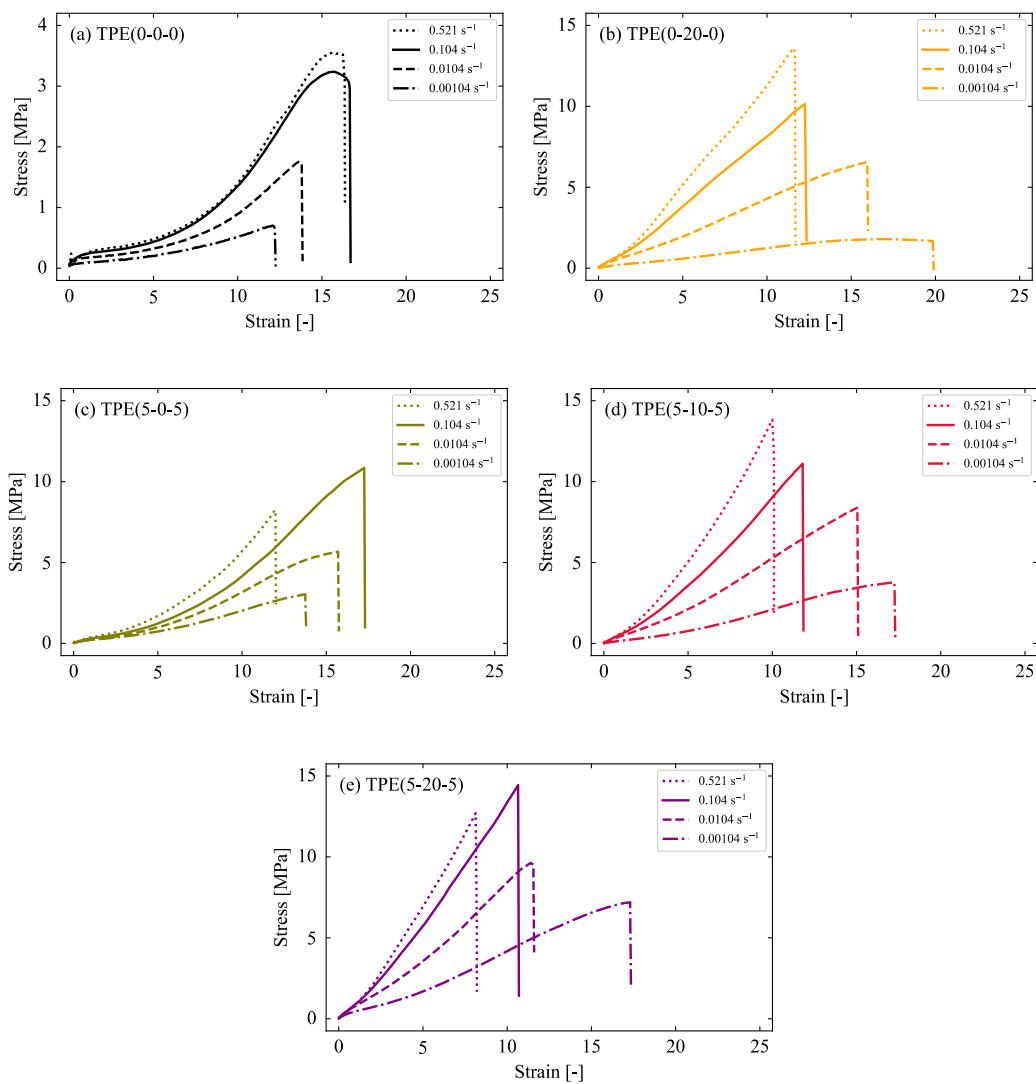 (a) TPE(0-0-0)
0.521 s⁻¹
0.104 s⁻¹
0.0104 s⁻¹
0.00104 s⁻¹
Stress [MPa]
4
3
2
1
0
0 5 10 15 20 25
Strain [-]
(b) TPE(0-20-0)
0.521 s⁻¹
0.104 s⁻¹
0.0104 s⁻¹
0.00104 s⁻¹
Stress [MPa]
15
10
5
0
0 5 10 15 20 25
Strain [-]
(c) TPE(5-0-5)
0.521 s⁻¹
0.104 s⁻¹
0.0104 s⁻¹
0.00104 s⁻¹
Stress [MPa]
15
10
5
0
0 5 10 15 20 25
Strain [-]
(d) TPE(5-10-5)
0.521 s⁻¹
0.104 s⁻¹
0.0104 s⁻¹
0.00104 s⁻¹
Stress [MPa]
15
10
5
0
0 5 10 15 20 25
Strain [-]
(e) TPE(5-20-5)
0.521 s⁻¹
0.104 s⁻¹
0.0104 s⁻¹
0.00104 s⁻¹
Stress [MPa]
15
10
5
0
0 5 10 15 20 25
Strain [-]